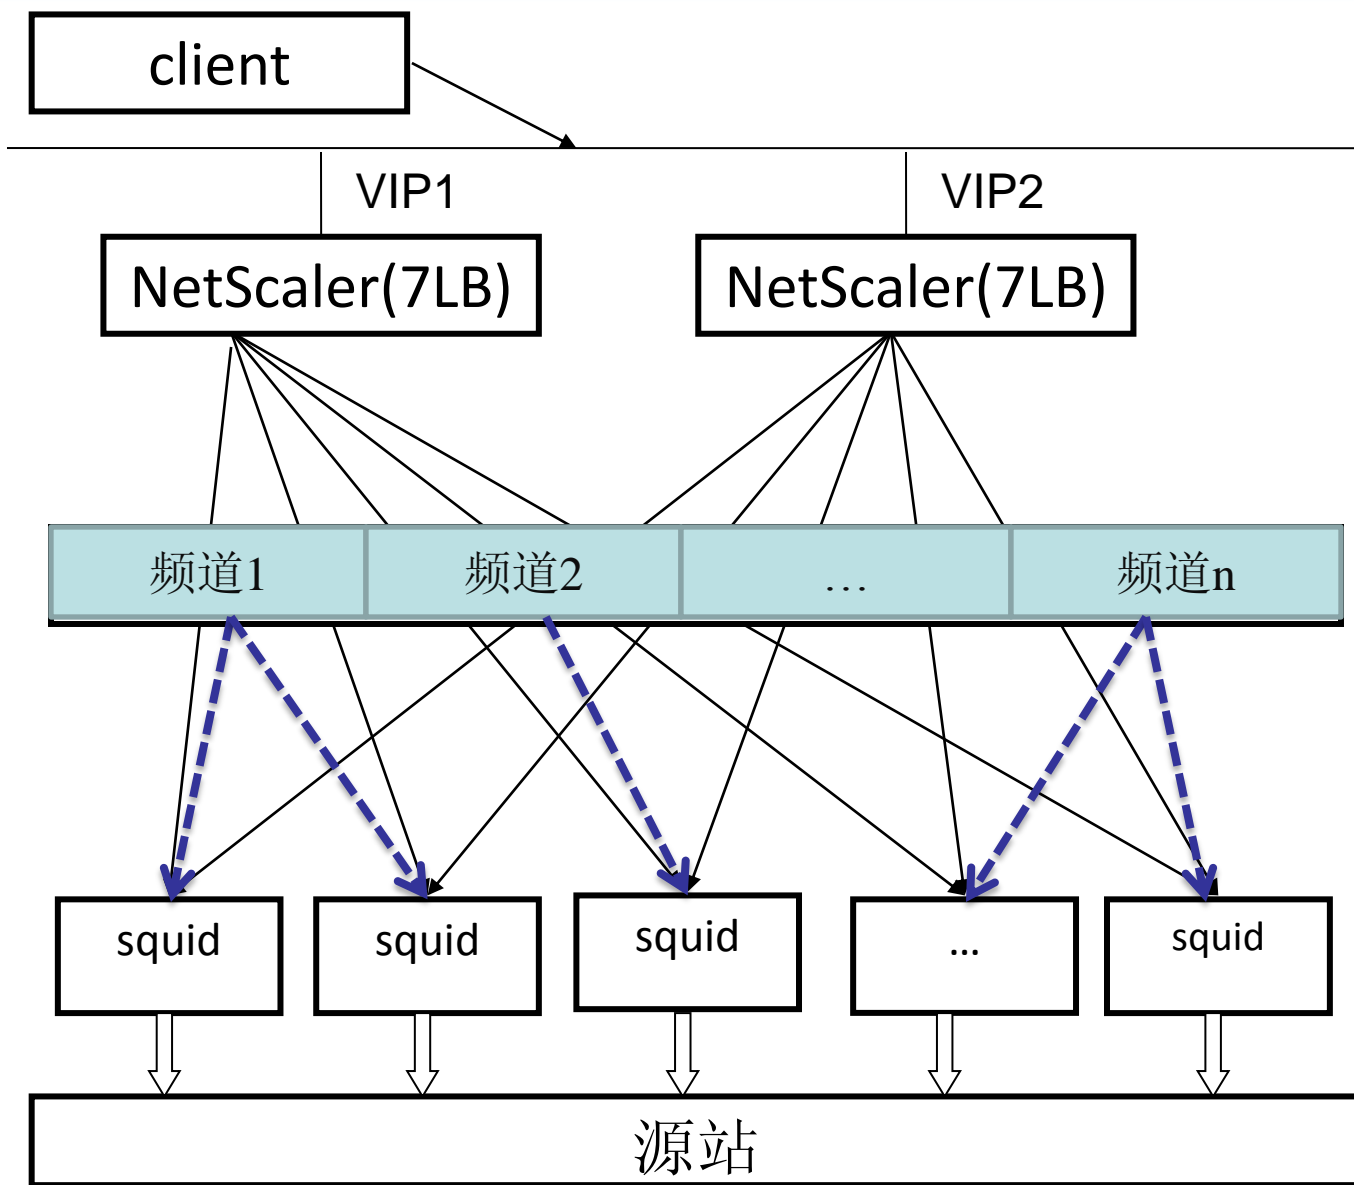 client
VIP1
VIP2
NetScaler(7LB)
NetScaler(7LB)
频道1
频道2
…
频道n
squid
squid
squid
...
squid
源站